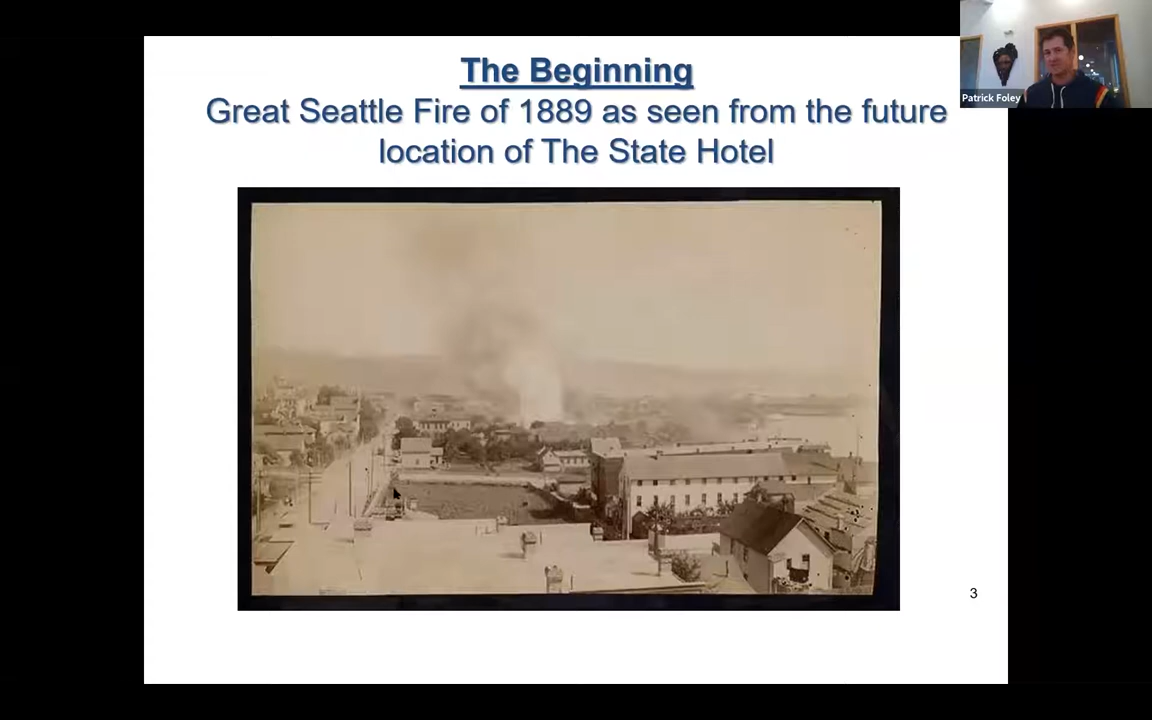 The Beginning
Great Seattle Fire of 1889 as seen from the future
location of The State Hotel
Patrick Foley
3